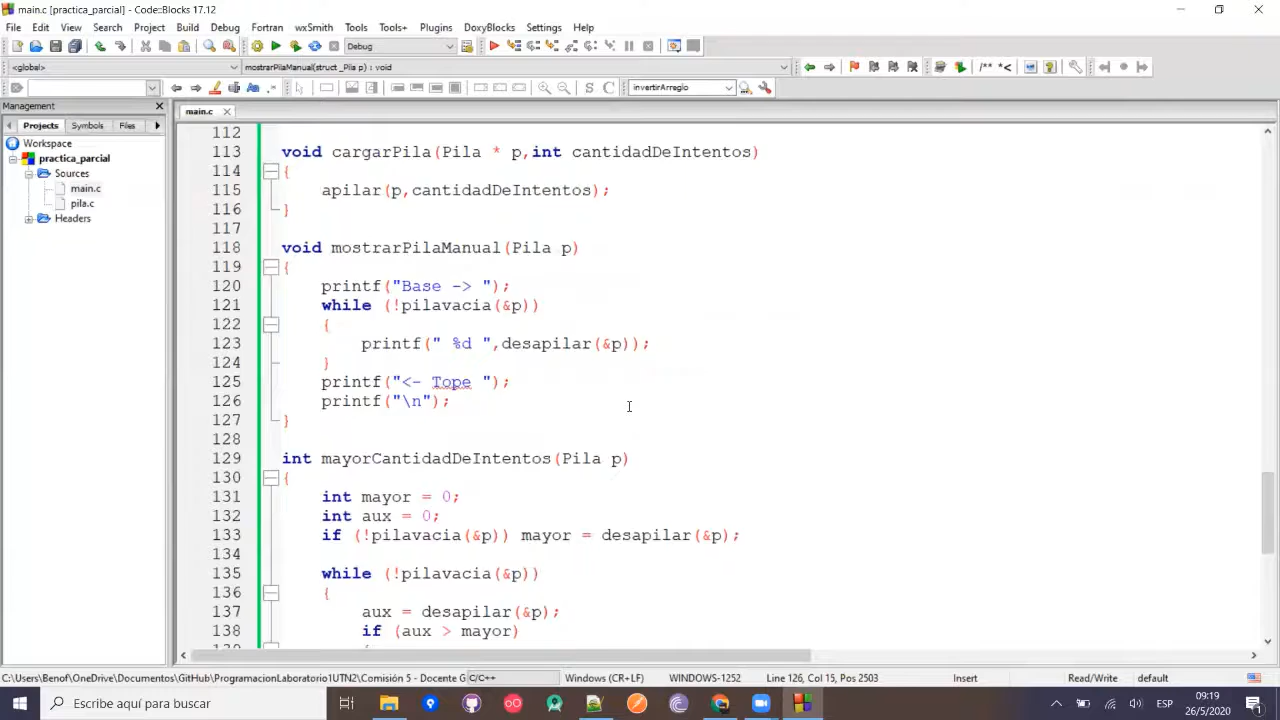 main.c [practica_parcial] - Code::Blocks 17.12
File Edit View Search Project Build Debug Fortran wxSmith Tools Tools+ Plugins DoxyBlocks Settings Help
Debug
<global> mostrarPilaManual(struct _Pila p) : void
/** *<
invertirArreglo
Management
main.c
Projects Symbols Files
Workspace
practica_parcial
Sources
main.c
pila.c
Headers
112
113 void cargarPila(Pila * p,int cantidadDeIntentos)
114 {
115 apilar(p,cantidadDeIntentos);
116 }
117
118 void mostrarPilaManual(Pila p)
119 {
120 printf("Base -> ");
121 while (!pilavacia(&p))
122 {
123 printf(" %d ",desapilar(&p));
124 }
125 printf("<- Tope ");
126 printf("\n");
127 }
128
129 int mayorCantidadDeIntentos(Pila p)
130 {
131 int mayor = 0;
132 int aux = 0;
133 if (!pilavacia(&p)) mayor = desapilar(&p);
134
135 while (!pilavacia(&p))
136 {
137 aux = desapilar(&p);
138 if (aux > mayor)
C:\Users\Benof\OneDrive\Documentos\GitHub\ProgramacionLaboratorio1UTN2\Comisión 5 - Docente G C/C++ Windows (CR+LF) WINDOWS-1252 Line 126, Col 15, Pos 2503 Insert Read/Write default
Escribe aquí para buscar
ESP
09:19
26/5/2020